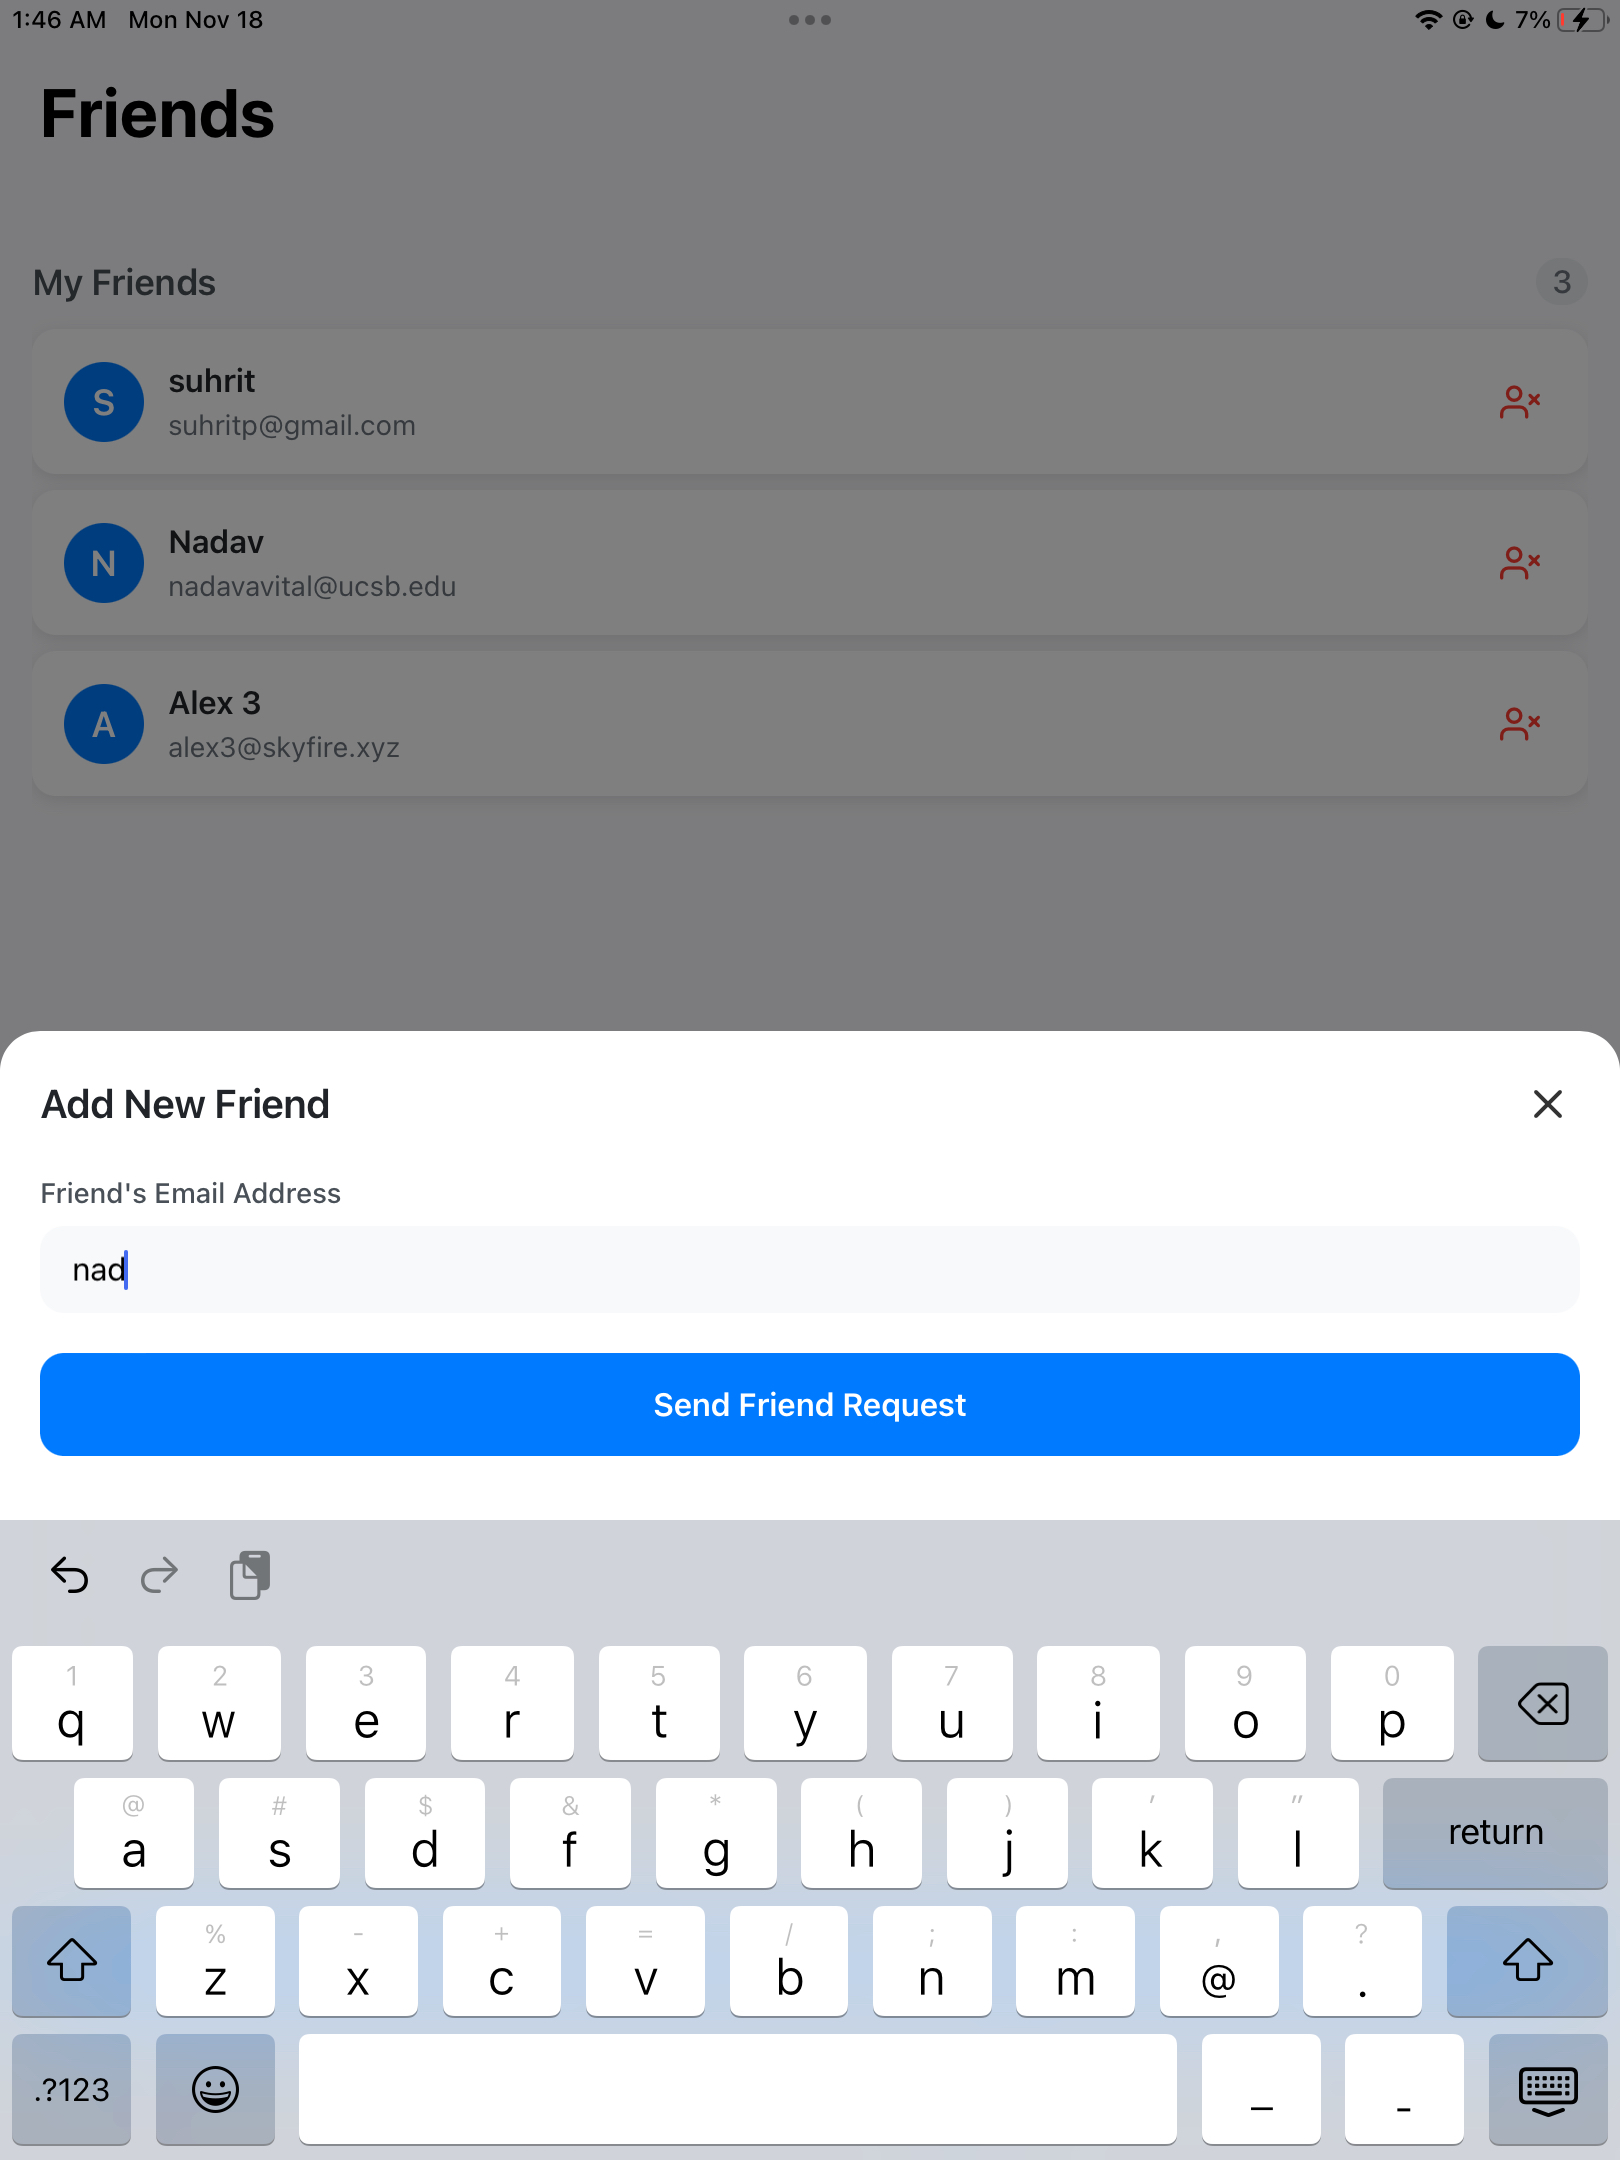 1:46 AM Mon Nov 18
7%
Friends
My Friends
3
S
suhrit
suhritp@gmail.com
N
Nadav
nadavavital@ucsb.edu
A
Alex 3
alex3@skyfire.xyz
Add New Friend
Friend's Email Address
nad
Send Friend Request
1 2 3 4 5 6 7 8 9 0
q w e r t y u i o p
@ # $ & * ( ) ' "
a s d f g h j k l return
% - + = / ; : , ?
z x c v b n m @ .
.?123 _ -